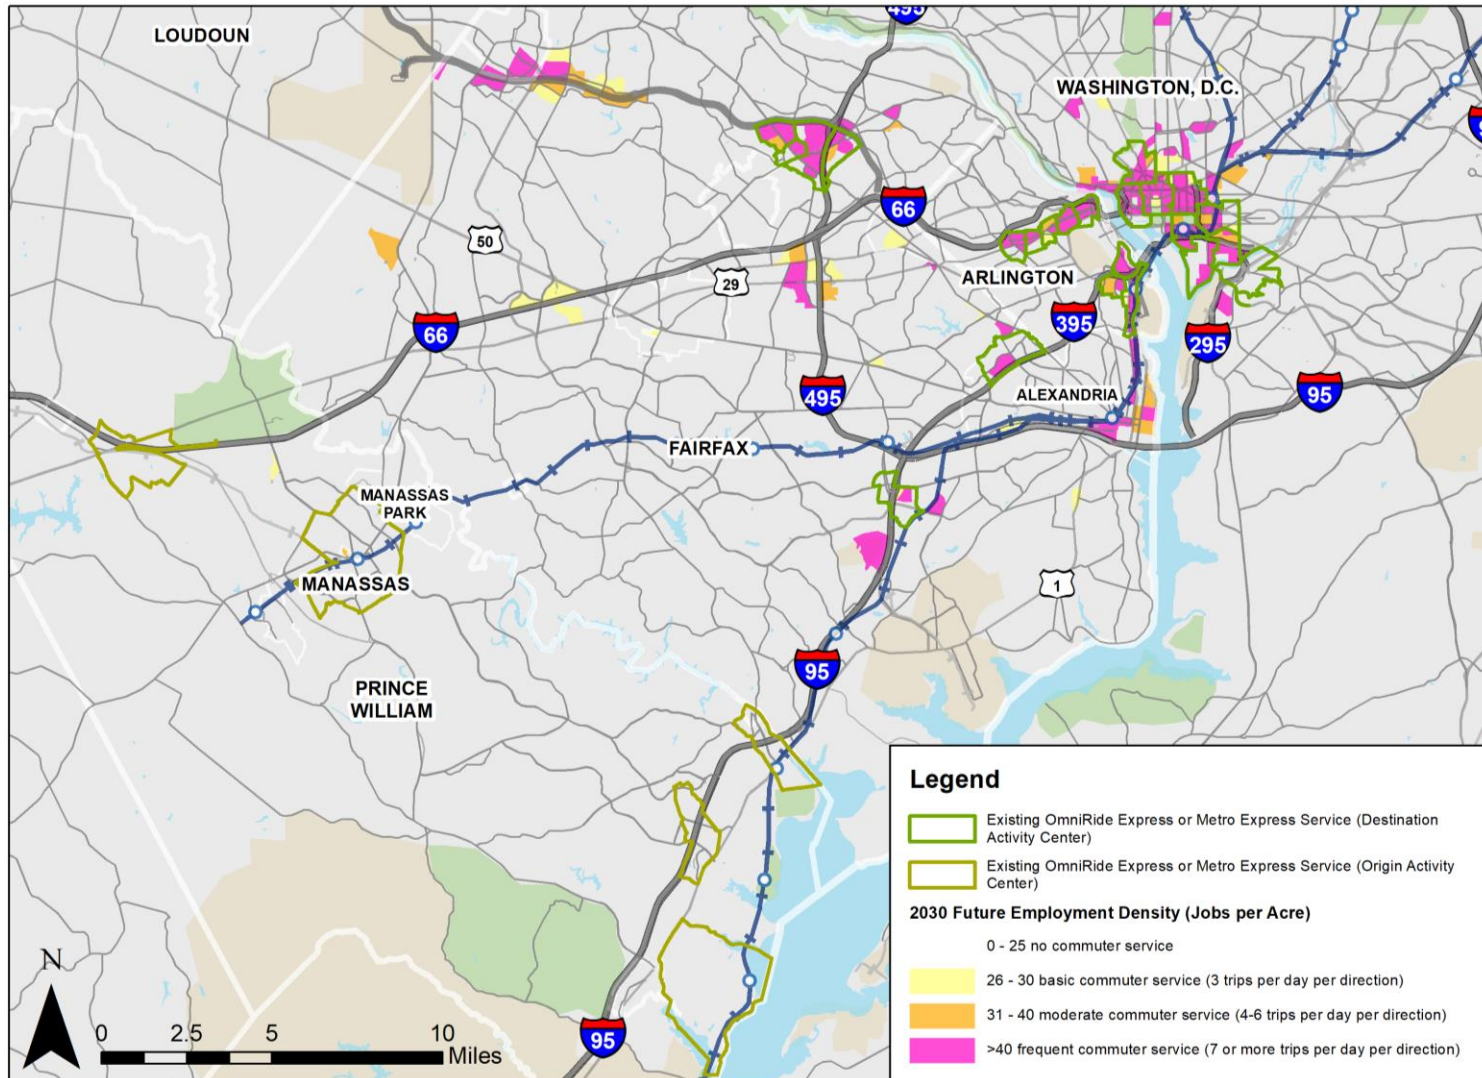 LOUDOUN
495
WASHINGTON, D.C.
66
50
29
ARLINGTON
66
395
295
495
95
ALEXANDRIA
FAIRFAX
MANASSAS
PARK
MANASSAS
1
95
PRINCE
WILLIAM
95
N
0 2.5 5 10
Miles
Legend
Existing OmniRide Express or Metro Express Service (Destination
Activity Center)
Existing OmniRide Express or Metro Express Service (Origin Activity
Center)
2030 Future Employment Density (Jobs per Acre)
0 - 25 no commuter service
26 - 30 basic commuter service (3 trips per day per direction)
31 - 40 moderate commuter service (4-6 trips per day per direction)
>40 frequent commuter service (7 or more trips per day per direction)